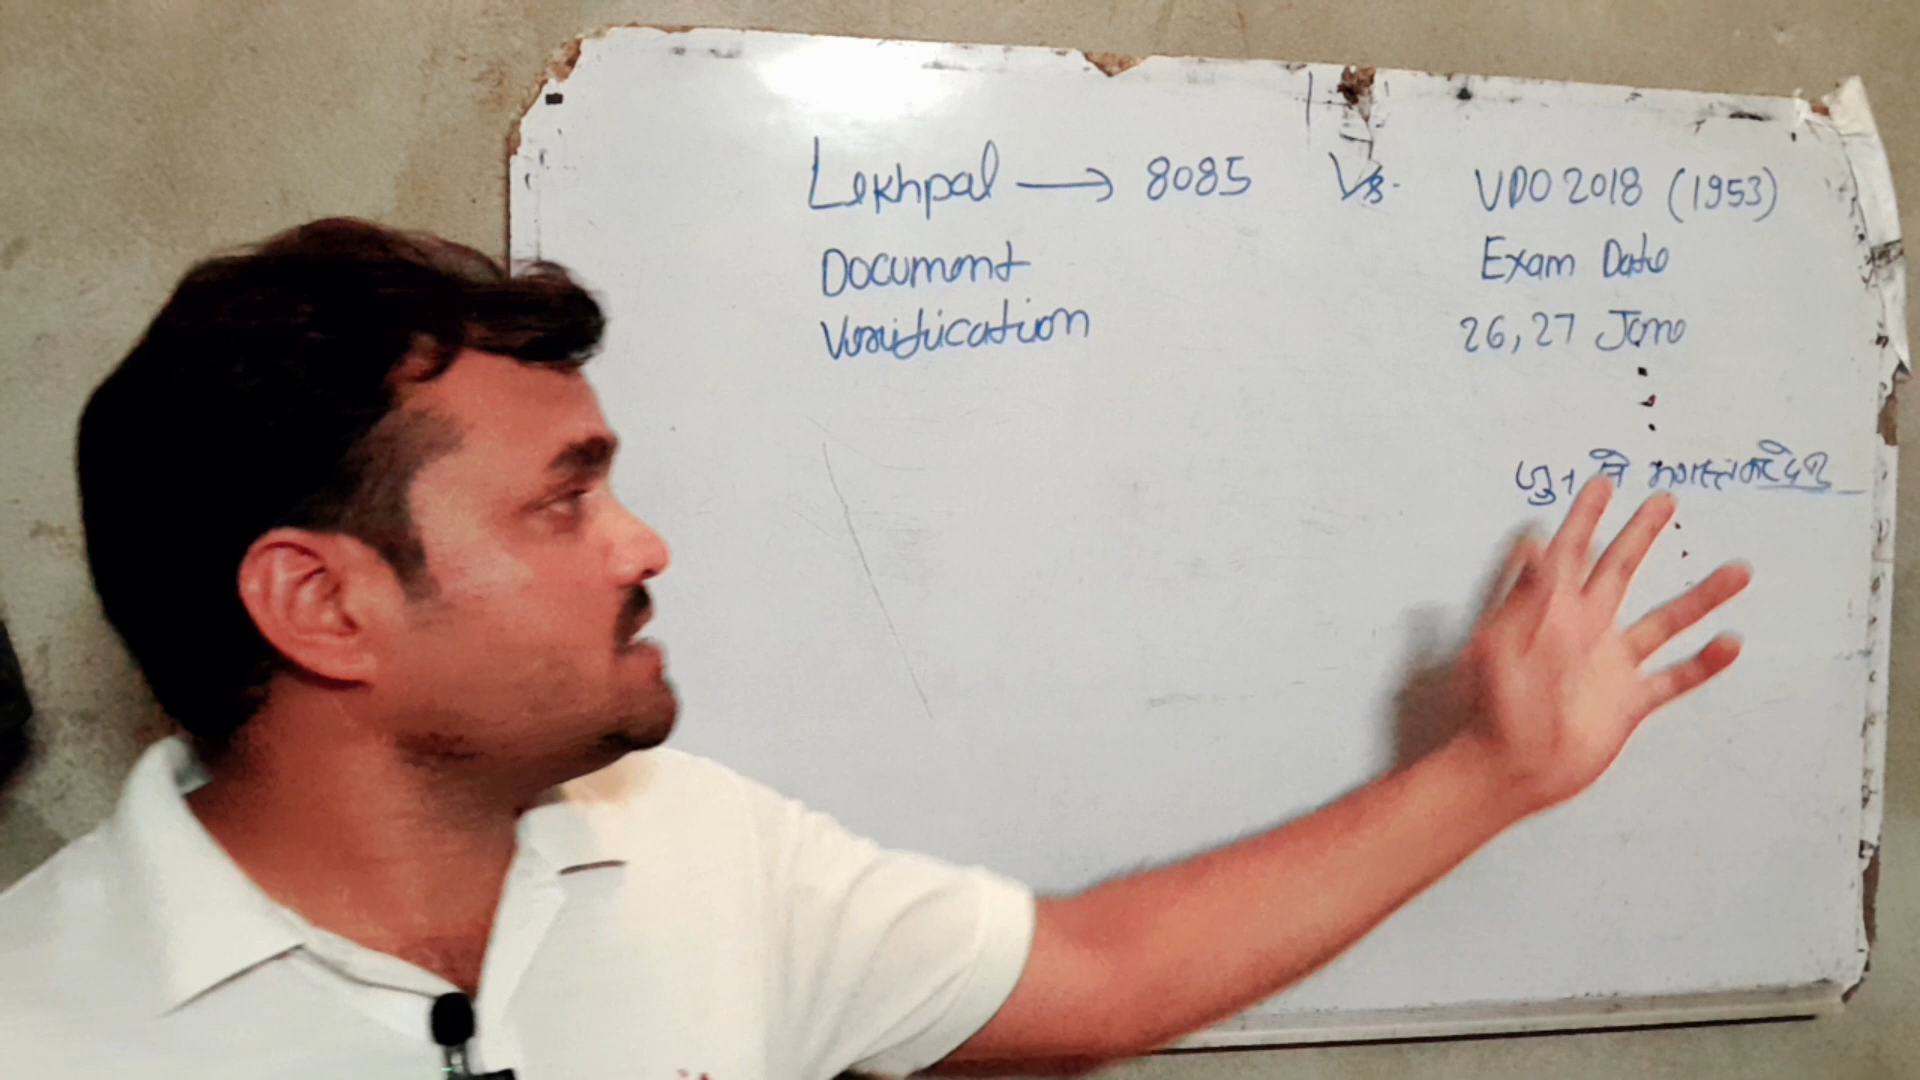 Lekhpal → 8085 Vs. VDO 2018 (1953)
Document
Verification
Exam Date
26, 27 June